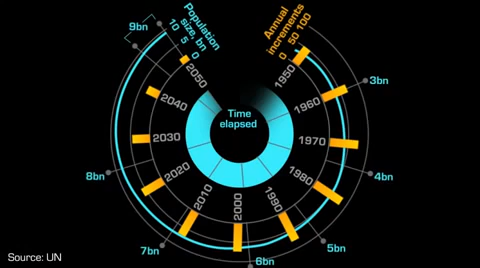 9bn
Population
size, bn
10 5 0
Annual
increments
0 50 100
1950
1960
1970
1980
1990
2000
2010
2020
2030
2040
2050
3bn
4bn
5bn
6bn
7bn
8bn
Time
elapsed
Source: UN